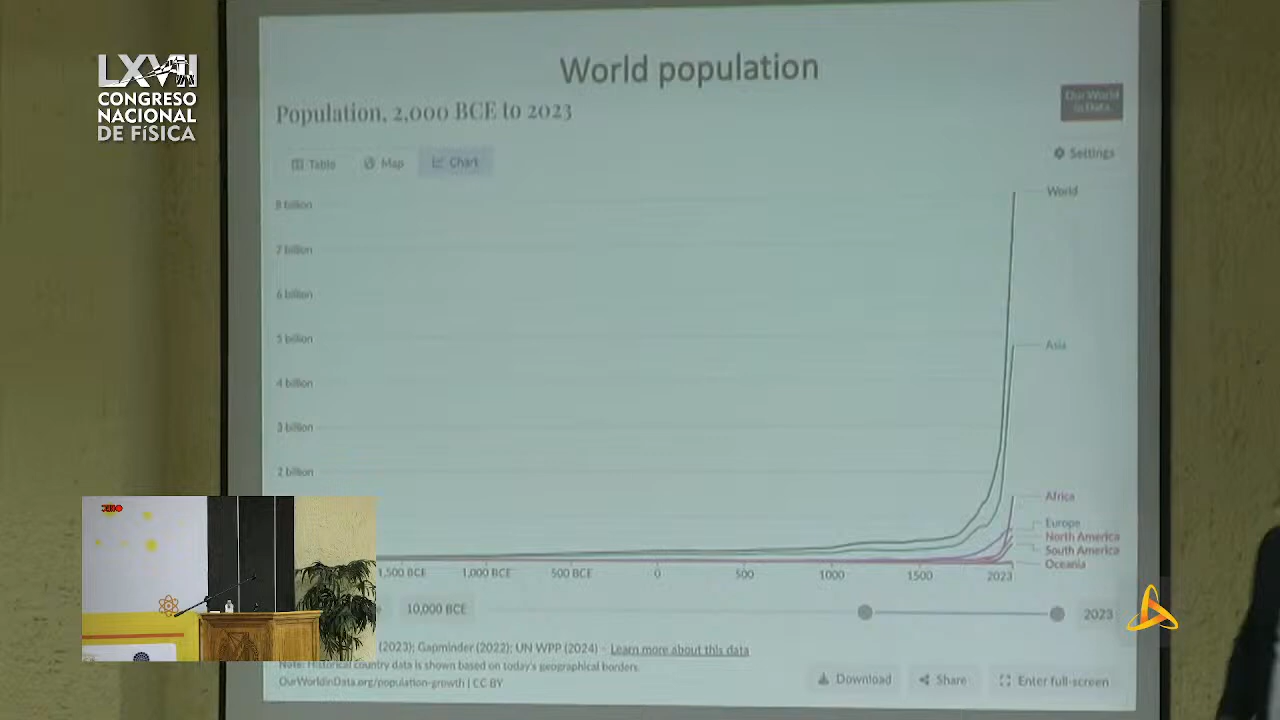 LXVII
CONGRESO
NACIONAL
DE FÍSICA
World population
Population, 2,000 BCE to 2023
Our World
in Data
Table
Map
Chart
Settings
8 billion
7 billion
6 billion
5 billion
4 billion
3 billion
2 billion
World
Asia
Africa
Europe
North America
South America
Oceania
1,500 BCE
1,000 BCE
500 BCE
0
500
1000
1500
2023
10,000 BCE
2023
(2023); Gapminder (2022); UN WPP (2024) – Learn more about this data
Note: Historical country data is shown based on today's geographical borders.
OurWorldinData.org/population-growth | CC BY
Download
Share
Enter full-screen